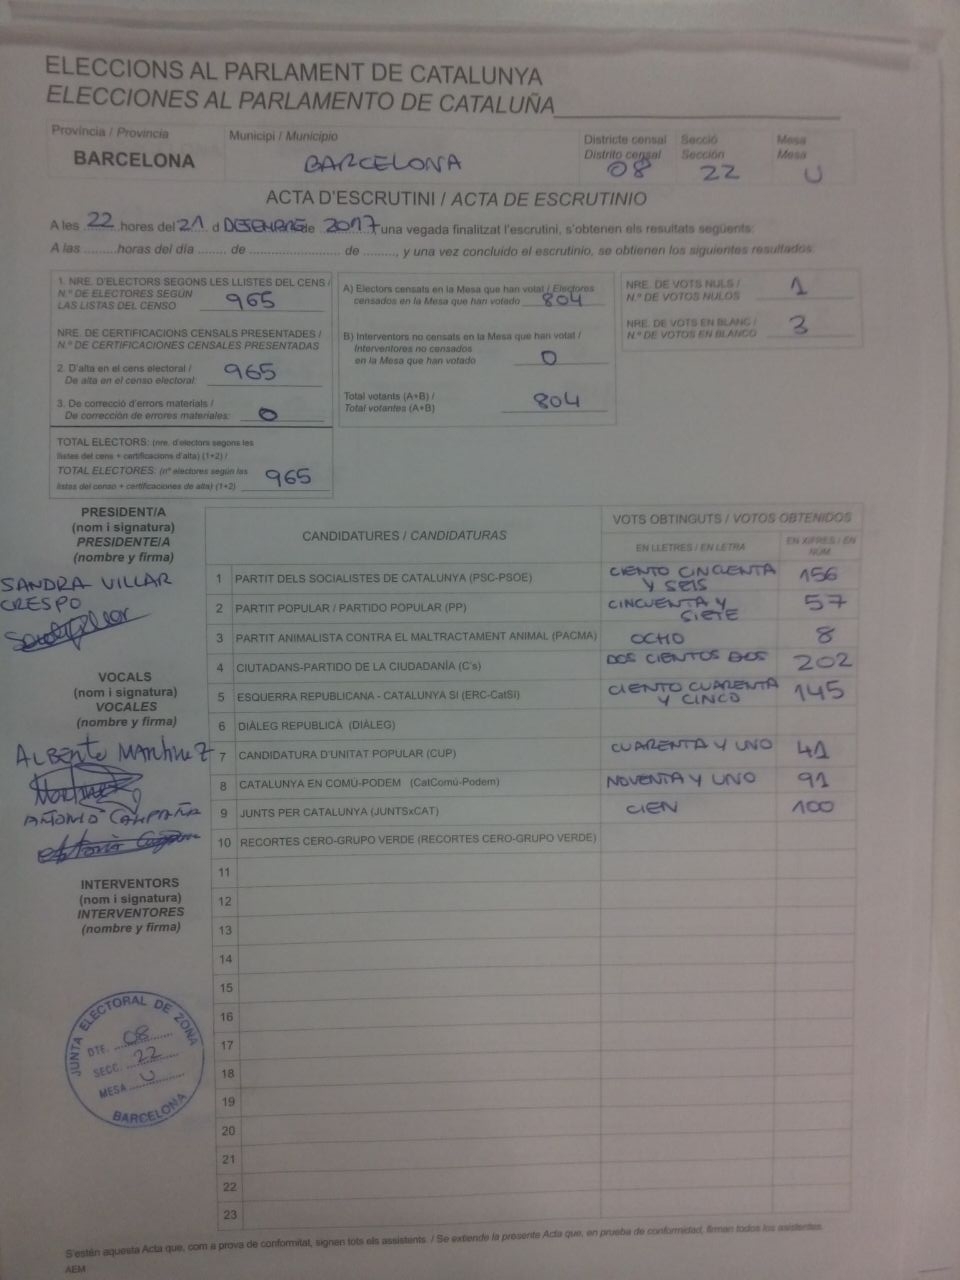 ELECCIONS AL PARLAMENT DE CATALUNYA
ELECCIONES AL PARLAMENTO DE CATALUÑA
Província / Provincia
BARCELONA
Municipi / Municipio
BARCELONA
Districte censal
Distrito censal
08
Secció
Sección
22
Mesa
Mesa
U
ACTA D'ESCRUTINI / ACTA DE ESCRUTINIO
A les 22 hores del 21 d DESEMBRE de 2017 una vegada finalitzat l'escrutini, s'obtenen els resultats següents:
A las ........horas del día ....... de ........................ de ........, y una vez concluido el escrutinio, se obtienen los siguientes resultados:
1. NRE. D'ELECTORS SEGONS LES LLISTES DEL CENS /
N.º DE ELECTORES SEGÚN
LAS LISTAS DEL CENSO 965
NRE. DE CERTIFICACIONS CENSALS PRESENTADES /
N.º DE CERTIFICACIONES CENSALES PRESENTADAS
2. D'alta en el cens electoral /
De alta en el censo electoral: 965
3. De correcció d'errors materials /
De corrección de errores materiales: 0
TOTAL ELECTORS: (nre. d'electors segons les
llistes del cens + certificacions d'alta) (1+2) /
TOTAL ELECTORES: (nº electores según las
listas del censo + certificaciones de alta) (1+2) 965
A) Electors censats en la Mesa que han votat / Electores
censados en la Mesa que han votado 804
B) Interventors no censats en la Mesa que han votat /
Interventores no censados
en la Mesa que han votado 0
Total votants (A+B) /
Total votantes (A+B) 804
NRE. DE VOTS NULS /
N.º DE VOTOS NULOS 1
NRE. DE VOTS EN BLANC /
N.º DE VOTOS EN BLANCO 3
PRESIDENT/A
(nom i signatura)
PRESIDENTE/A
(nombre y firma)
SANDRA VILLAR
CRESPO
VOCALS
(nom i signatura)
VOCALES
(nombre y firma)
ALBERTO MARTINEZ
Martinez
AÑTONIO CAMPAÑA
INTERVENTORS
(nom i signatura)
INTERVENTORES
(nombre y firma)
JUNTA ELECTORAL DE ZONA
DTE. 08
SECC. 22
MESA U
BARCELONA
CANDIDATURES / CANDIDATURAS
VOTS OBTINGUTS / VOTOS OBTENIDOS
EN LLETRES / EN LETRA
EN XIFRES / EN
NÚM.
1 PARTIT DELS SOCIALISTES DE CATALUNYA (PSC-PSOE) CIENTO CINCUENTA Y SEIS 156
2 PARTIT POPULAR / PARTIDO POPULAR (PP) CINCUENTA Y SIETE 57
3 PARTIT ANIMALISTA CONTRA EL MALTRACTAMENT ANIMAL (PACMA) OCHO 8
4 CIUTADANS-PARTIDO DE LA CIUDADANÍA (C's) DOS CIENTOS DOS 202
5 ESQUERRA REPUBLICANA - CATALUNYA SI (ERC-CatSí) CIENTO CUARENTA Y CINCO 145
6 DIÀLEG REPUBLICÀ (DIÀLEG)
7 CANDIDATURA D'UNITAT POPULAR (CUP) CUARENTA Y UNO 41
8 CATALUNYA EN COMÚ-PODEM (CatComú-Podem) NOVENTA Y UNO 91
9 JUNTS PER CATALUNYA (JUNTSxCAT) CIEN 100
10 RECORTES CERO-GRUPO VERDE (RECORTES CERO-GRUPO VERDE)
11
12
13
14
15
16
17
18
19
20
21
22
23
S'estén aquesta Acta que, com a prova de conformitat, signen tots els assistents. / Se extiende la presente Acta que, en prueba de conformidad, firman todos los asistentes.
AEM